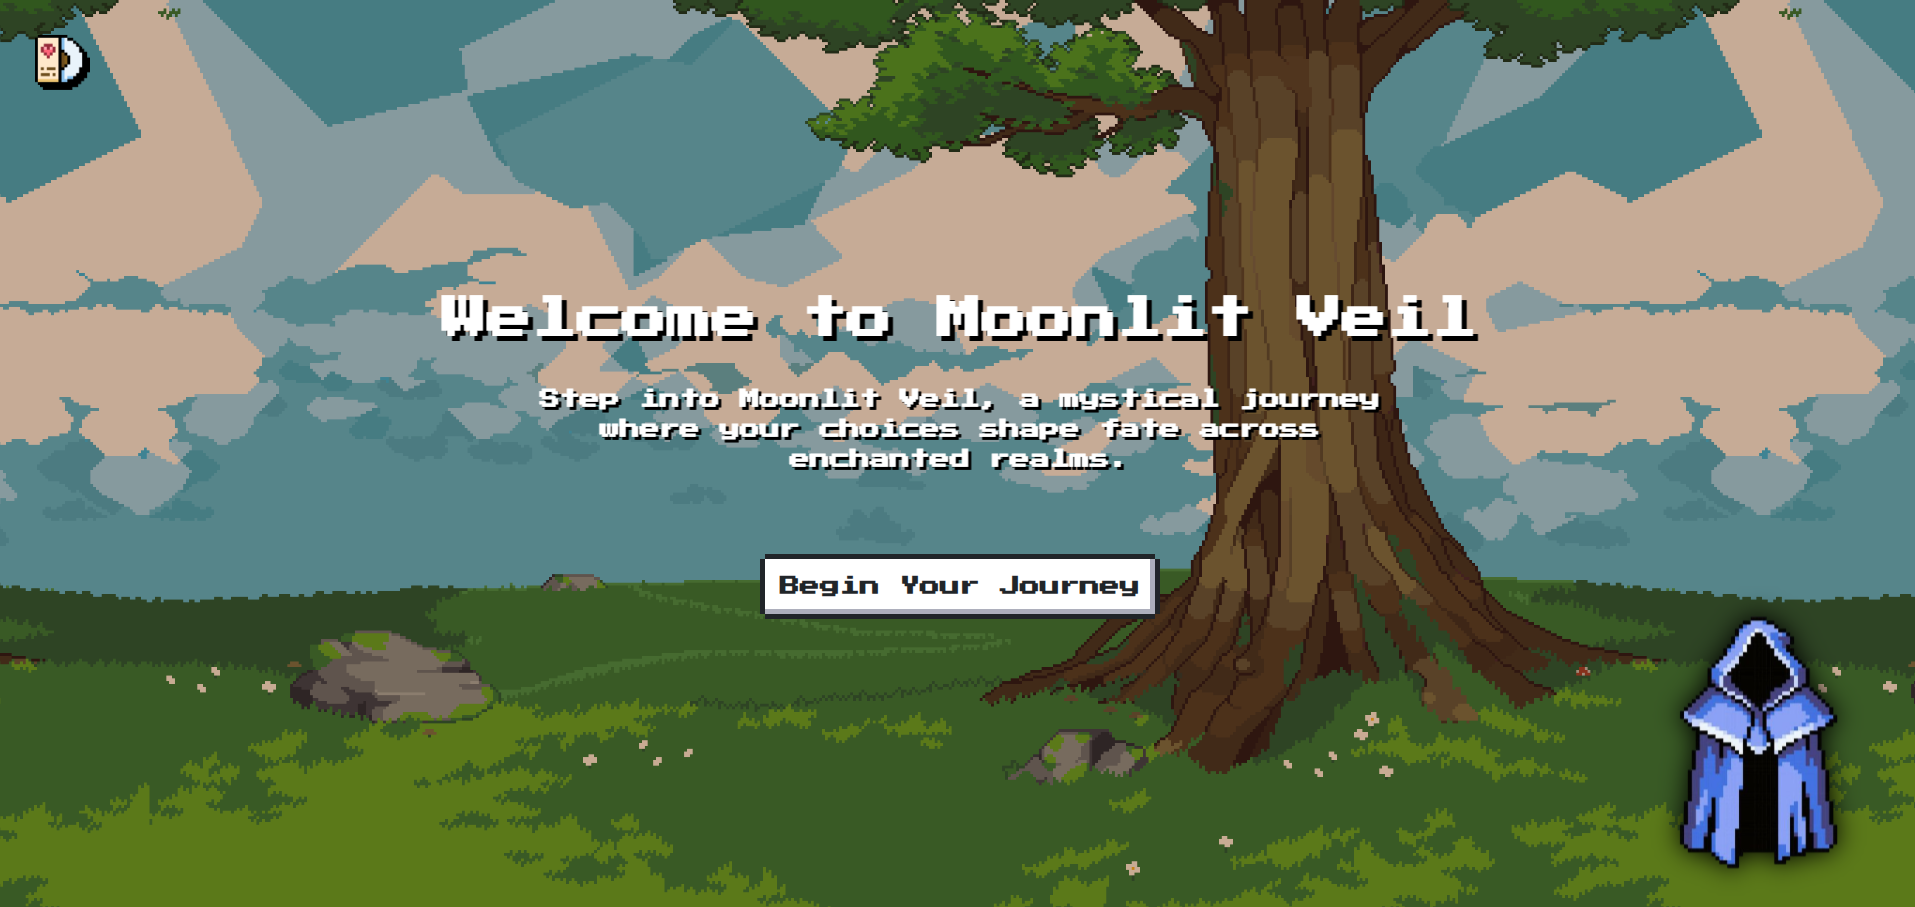 Welcome to Moonlit Veil
Step into Moonlit Veil, a mystical journey
where your choices shape fate across
enchanted realms.
Begin Your Journey